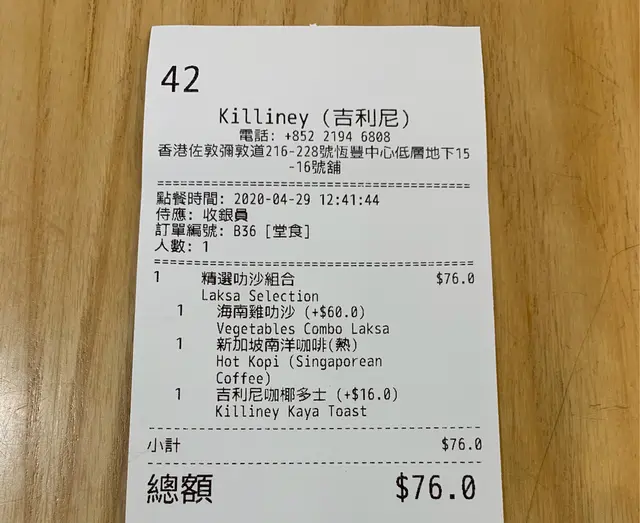 42
Killiney (吉利尼)
電話: +852 2194 6808
香港佐敦彌敦道216-228號恆豐中心低層地下15
-16號舖
點餐時間: 2020-04-29 12:41:44
侍應: 收銀員
訂單編號: B36 [堂食]
人數: 1
1 精選叻沙組合 $76.0
Laksa Selection
1 海南雞叻沙 (+$60.0)
Vegetables Combo Laksa
1 新加坡南洋咖啡(熱)
Hot Kopi (Singaporean
Coffee)
1 吉利尼咖椰多士 (+$16.0)
Killiney Kaya Toast
小計 $76.0
總額 $76.0